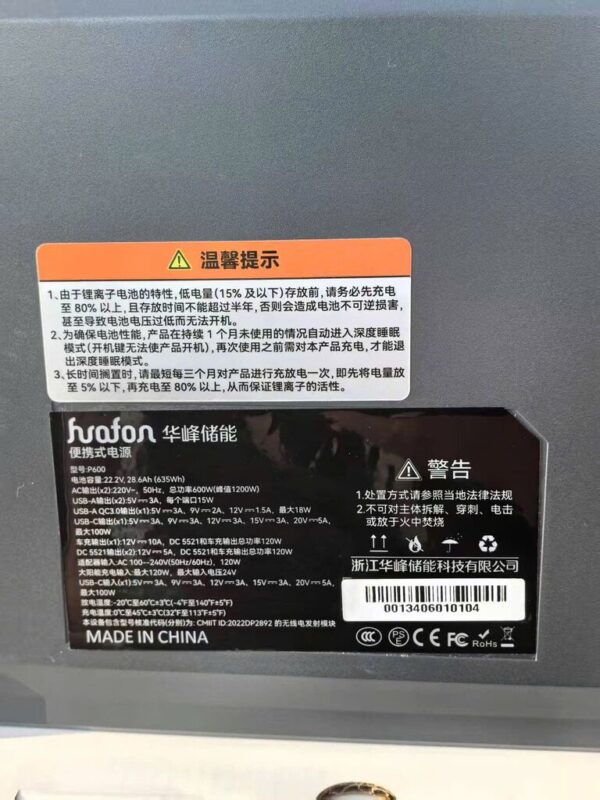 温馨提示
1、由于锂离子电池的特性,低电量(15% 及以下)存放前,请务必先充电
至 80% 以上,且存放时间不能超过半年,否则会造成电池不可逆损害,
甚至导致电池电压过低而无法开机。
2、为确保电池性能,产品在持续 1 个月未使用的情况自动进入深度睡眠
模式(开机键无法使产品开机),再次使用之前需对本产品充电,才能退
出深度睡眠模式。
3、长时间搁置时,请最短每三个月对产品进行充放电一次,即先将电量放
至 5% 以下,再充电至 80% 以上,从而保证锂离子的活性。
hrafon 华峰储能
便携式电源
型号:P600
电池容量:22.2V, 28.6Ah (635Wh)
AC输出(x2):220V~, 50Hz, 总功率600W(峰值1200W)
USB-A输出(x2):5V⎓3A, 每个端口15W
USB-A QC3.0输出(x1):5V⎓3A, 9V⎓2A, 12V⎓1.5A, 最大18W
USB-C输出(x1):5V⎓3A, 9V⎓3A, 12V⎓3A, 15V⎓3A, 20V⎓5A,
最大100W
车充输出(x1):12V⎓10A, DC 5521和车充输出总功率120W
DC 5521输出(x2):12V⎓5A, DC 5521和车充输出总功率120W
适配器输入:AC 100~240V(50Hz/60Hz), 120W
太阳能充电输入:最大120W, 最大输入电压24V
USB-C输入(x1):5V⎓3A, 9V⎓3A, 12V⎓3A, 15V⎓3A, 20V⎓5A,
最大100W
放电温度:-20℃至60℃±3℃(-4℉至140℉±5℉)
充电温度:0℃至45℃±3℃(32℉至113℉±5℉)
本设备包含型号核准代码(分别)为: CMIIT ID:2022DP2892 的无线电发射模块
MADE IN CHINA
警告
1.处置方式请参照当地法律法规
2.不可对主体拆解、穿刺、电击
或放于火中焚烧
浙江华峰储能科技有限公司
0013406010104
CCC PSE CE FC RoHS